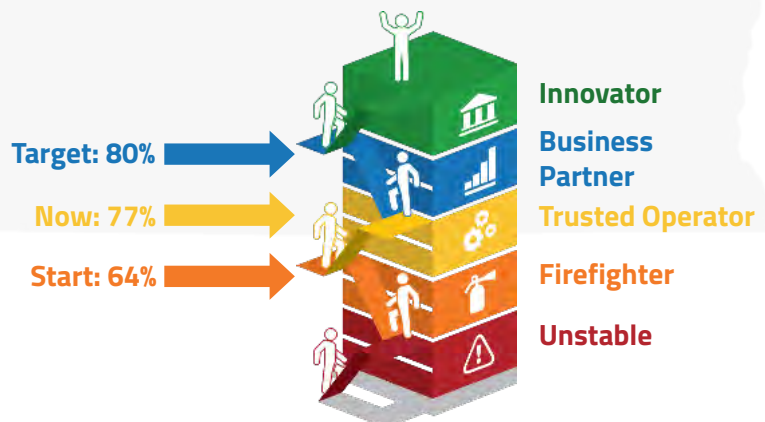 Innovator
Target: 80%
Business
Partner
Now: 77%
Trusted Operator
Start: 64%
Firefighter
Unstable